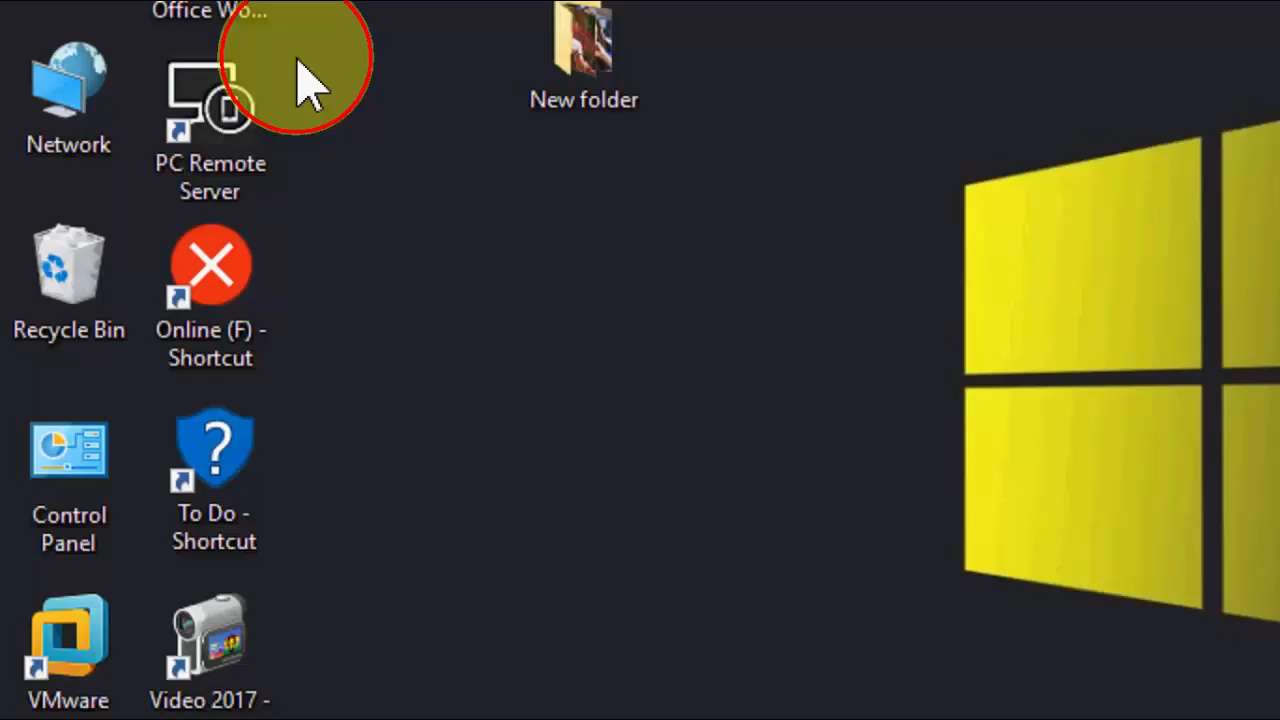 Office Wo...
Network
PC Remote
Server
New folder
Recycle Bin
Online (F) -
Shortcut
Control
Panel
To Do -
Shortcut
VMware
Video 2017 -